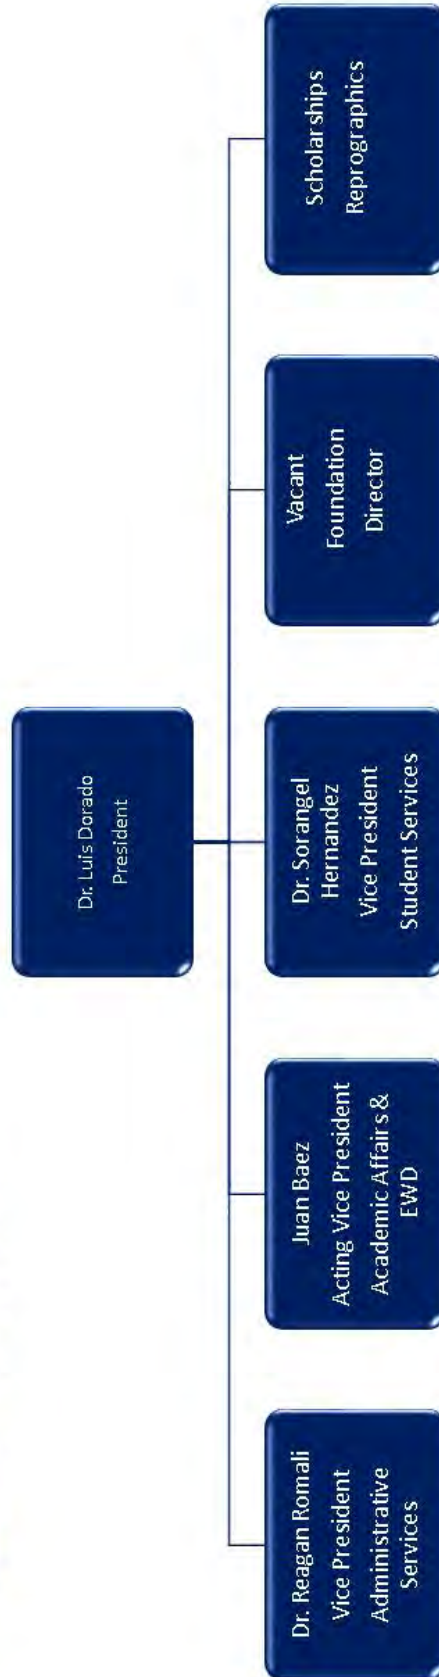 Dr. Luis Dorado
President
Dr. Reagan Romali
Vice President
Administrative
Services
Juan Baez
Acting Vice President
Academic Affairs &
EWD
Dr. Sorangel
Hernandez
Vice President
Student Services
Vacant
Foundation
Director
Scholarships
Reprographics